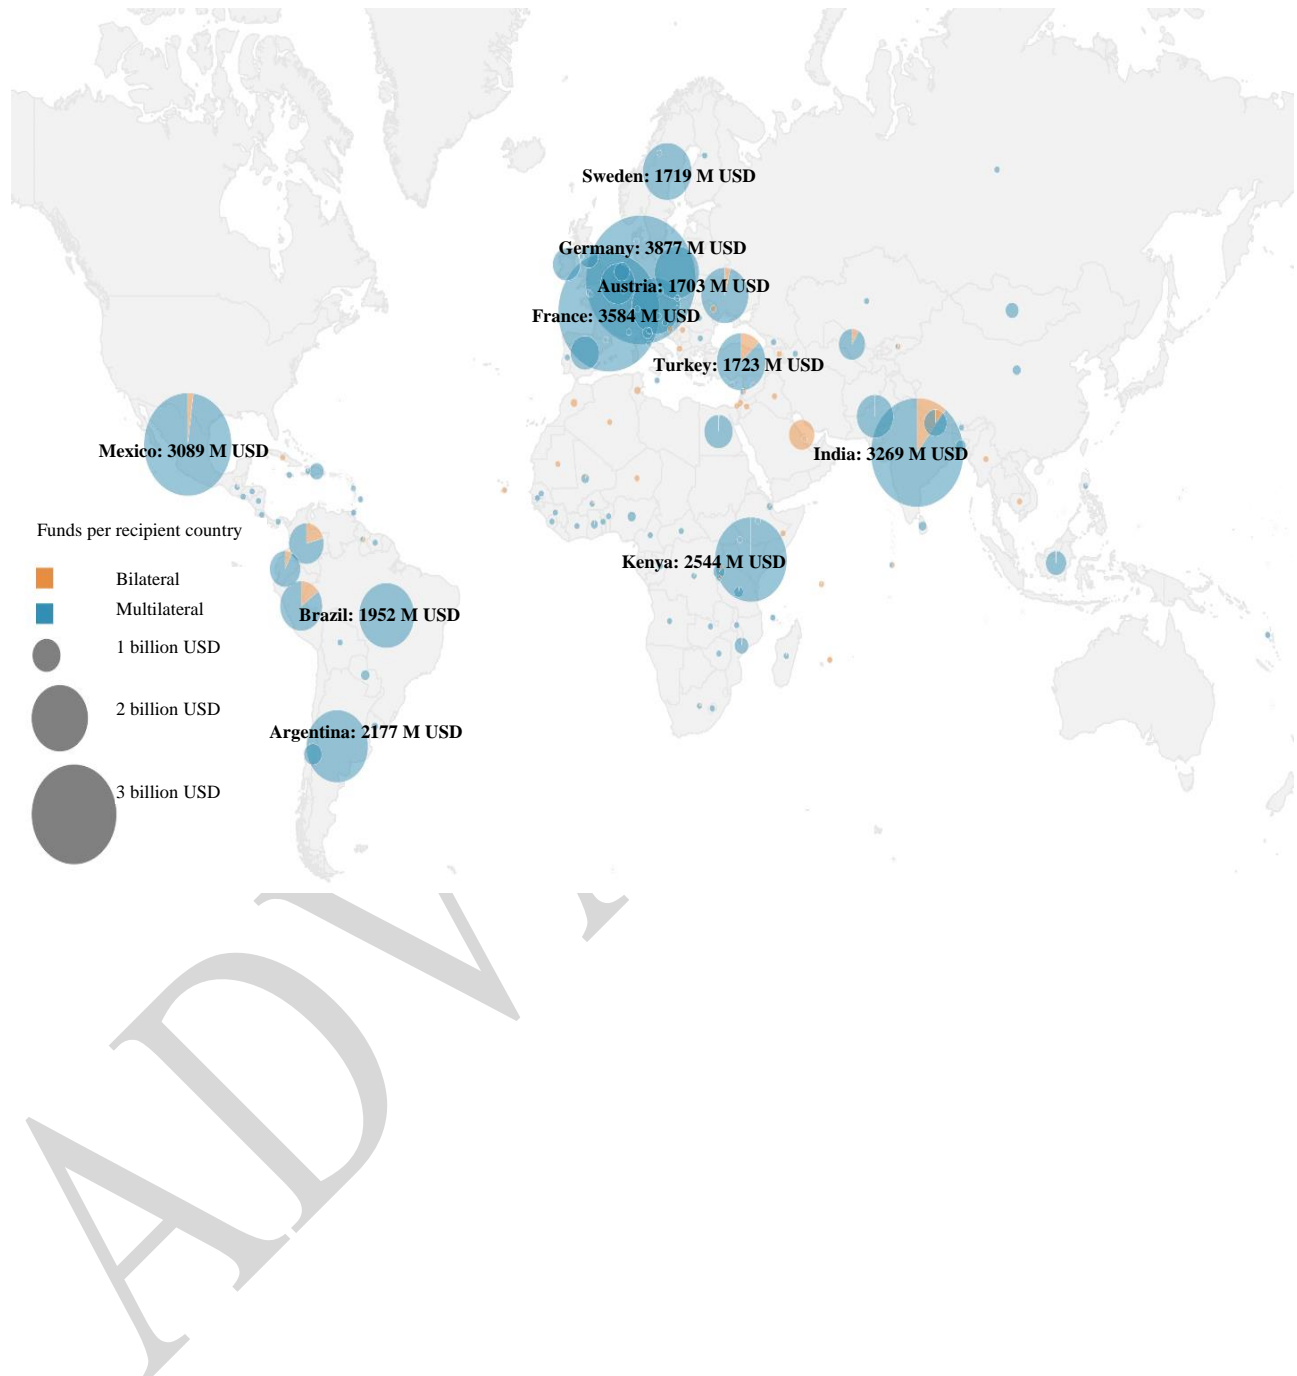 Sweden: 1719 M USD
Germany: 3877 M USD
Austria: 1703 M USD
France: 3584 M USD
Turkey: 1723 M USD
Mexico: 3089 M USD
India: 3269 M USD
Funds per recipient country
Bilateral
Multilateral
1 billion USD
2 billion USD
3 billion USD
Kenya: 2544 M USD
Brazil: 1952 M USD
Argentina: 2177 M USD
ADV